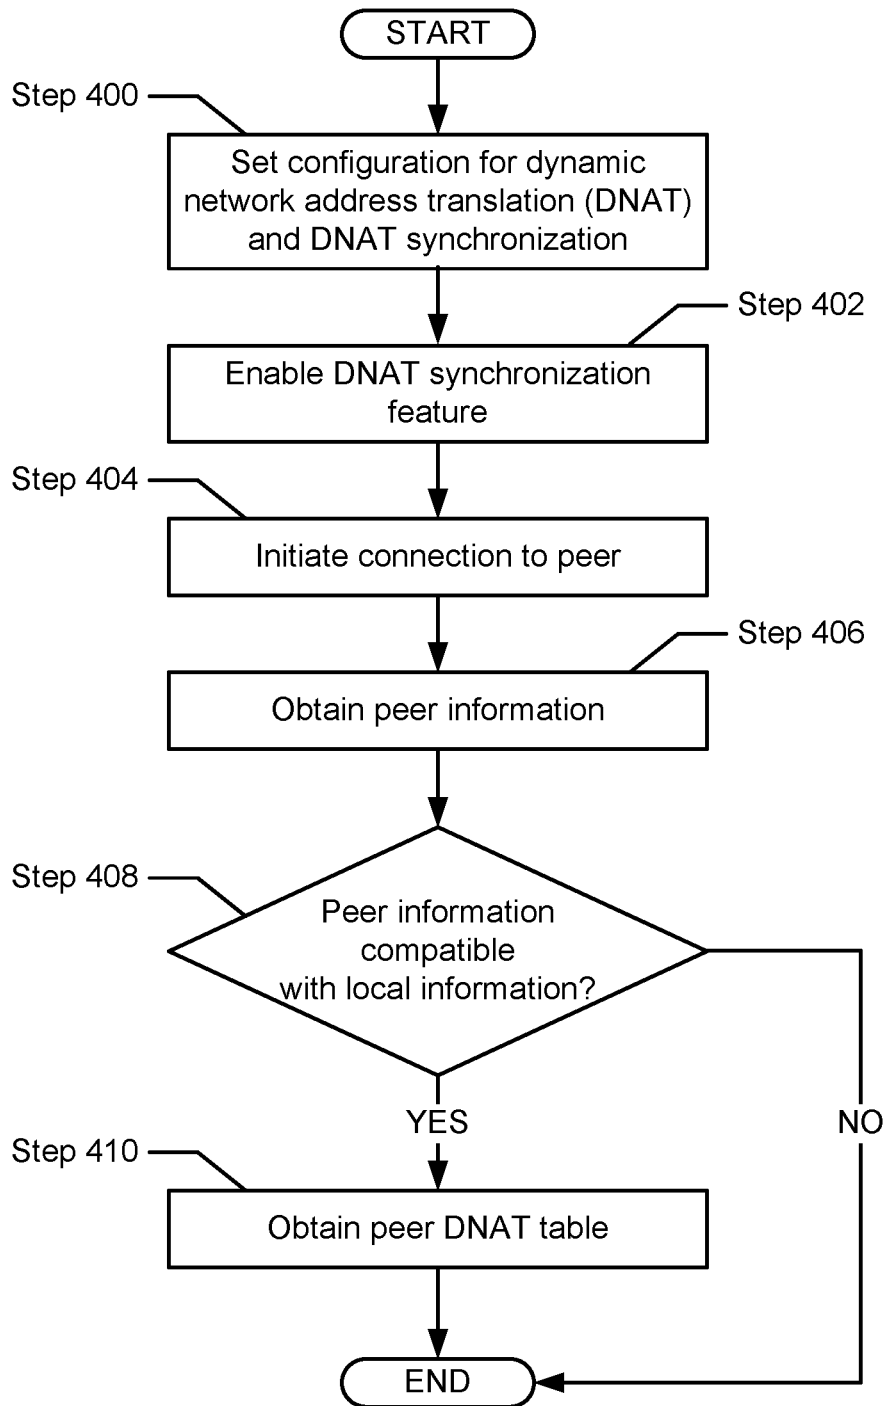 START
Step 400
Set configuration for dynamic
network address translation (DNAT)
and DNAT synchronization
Step 402
Enable DNAT synchronization
feature
Step 404
Initiate connection to peer
Step 406
Obtain peer information
Step 408
Peer information
compatible
with local information?
YES
NO
Step 410
Obtain peer DNAT table
END